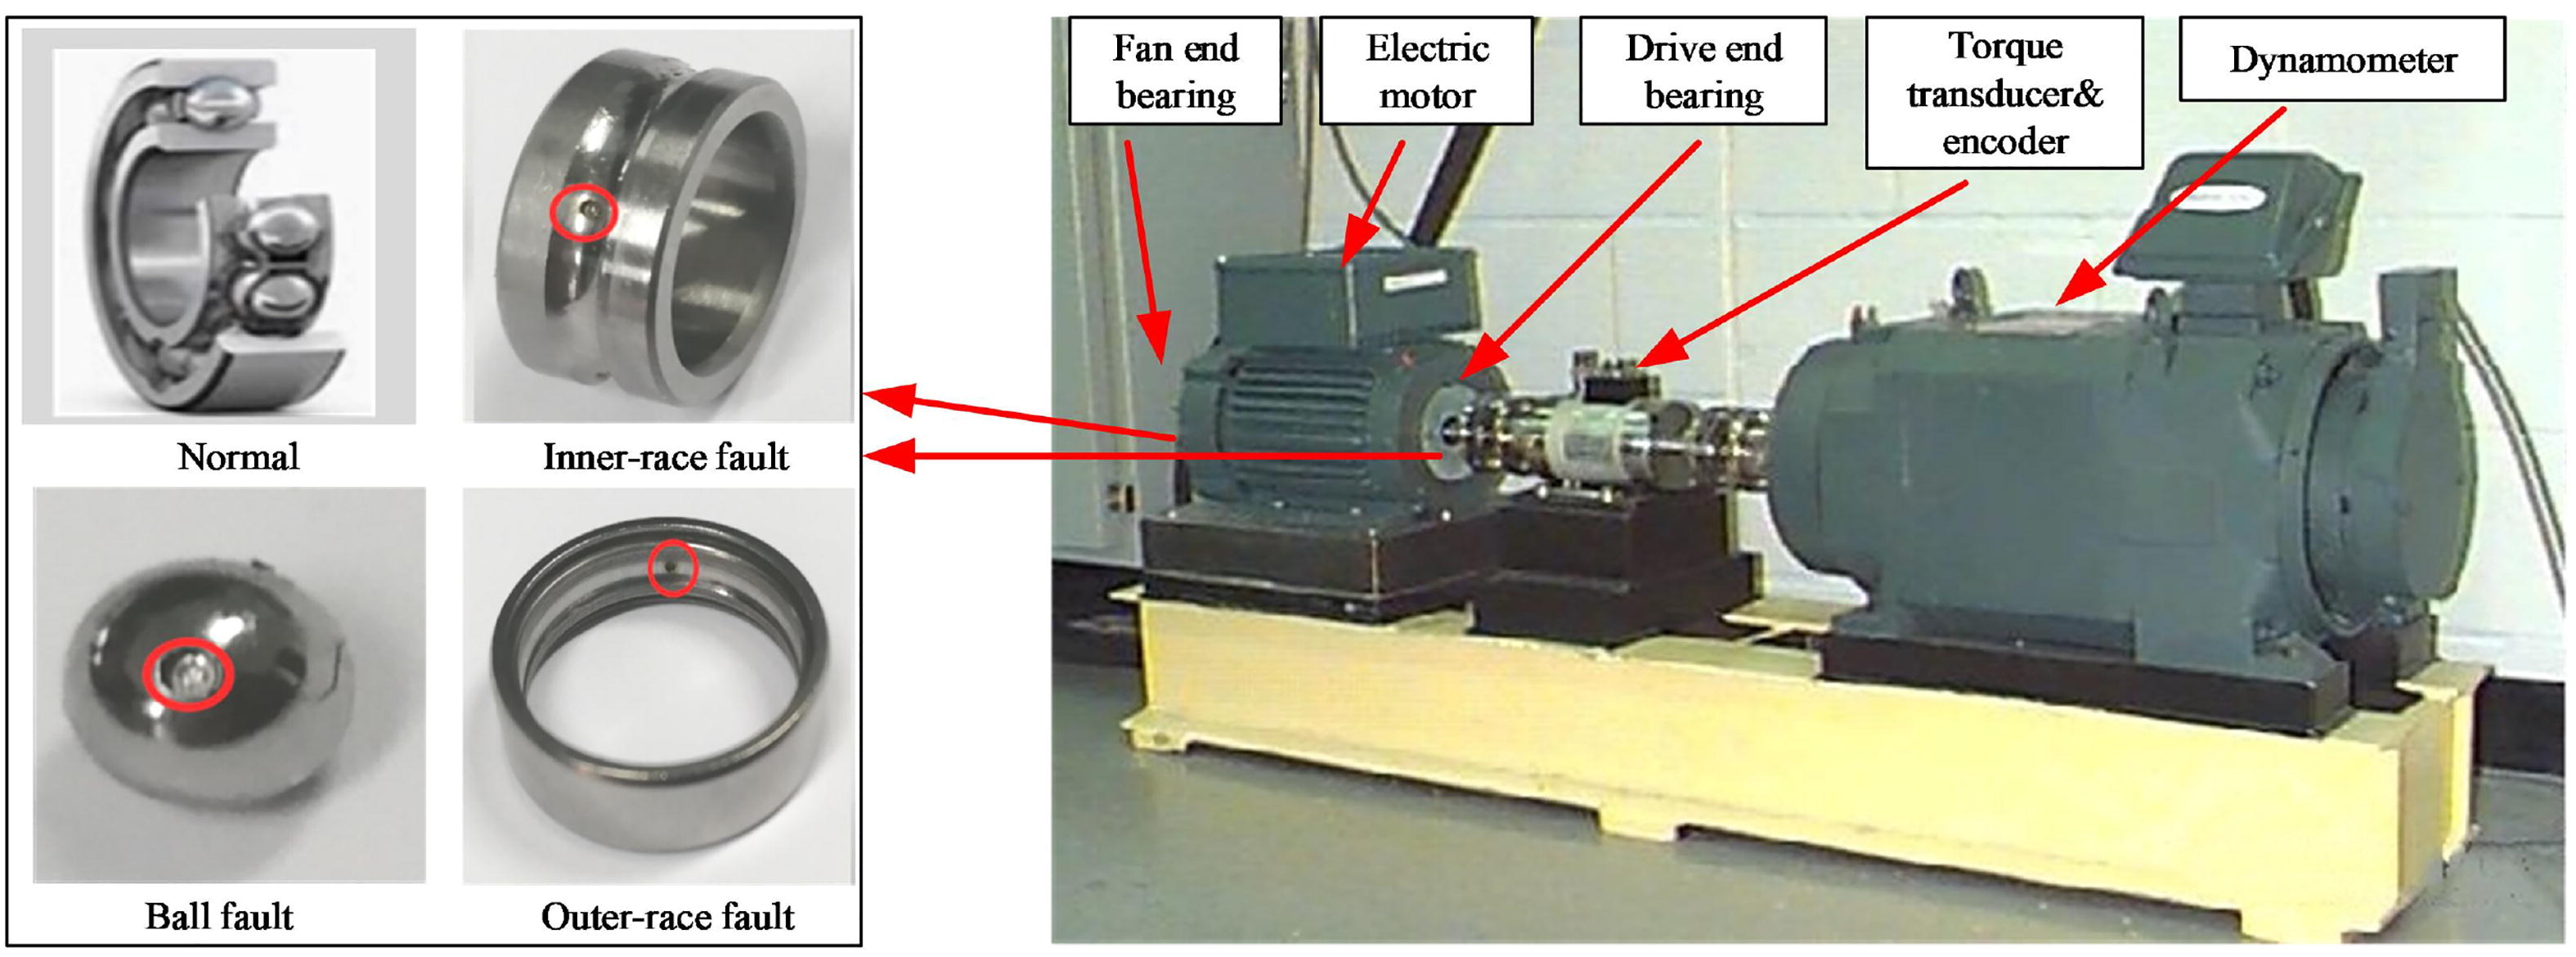 Normal
Inner-race fault
Ball fault
Outer-race fault
Fan end
bearing
Electric
motor
Drive end
bearing
Torque
transducer&
encoder
Dynamometer